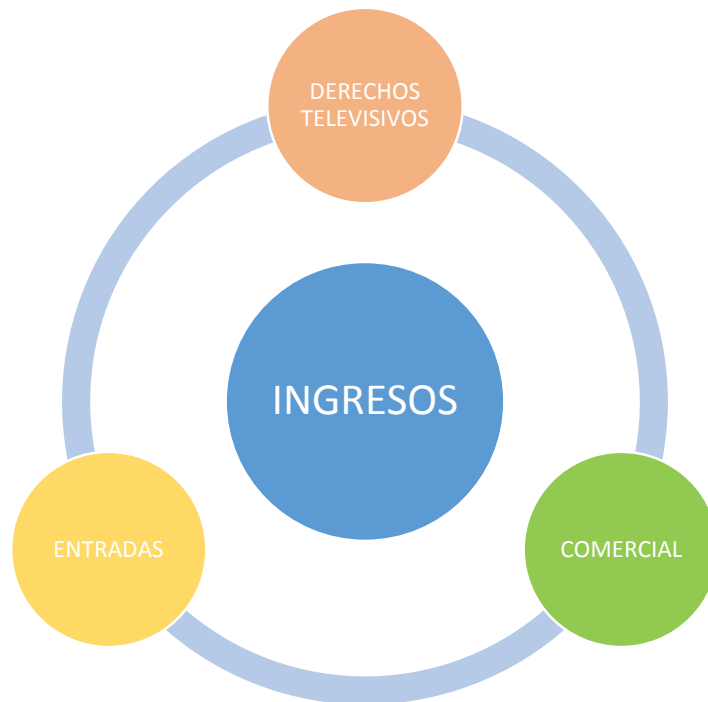 DERECHOS
TELEVISIVOS
INGRESOS
ENTRADAS
COMERCIAL